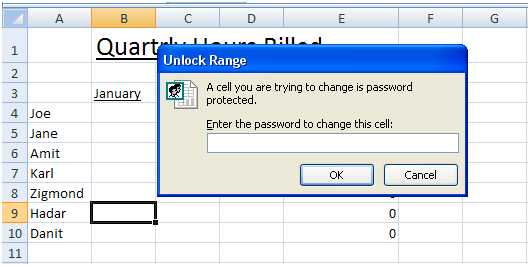 A B C D E F G
1 Quartrly Hours Billed
2
3 January
4 Joe
5 Jane
6 Amit
7 Karl
8 Zigmond
9 Hadar 0
10 Danit 0
11
Unlock Range
A cell you are trying to change is password
protected.
Enter the password to change this cell:
OK Cancel